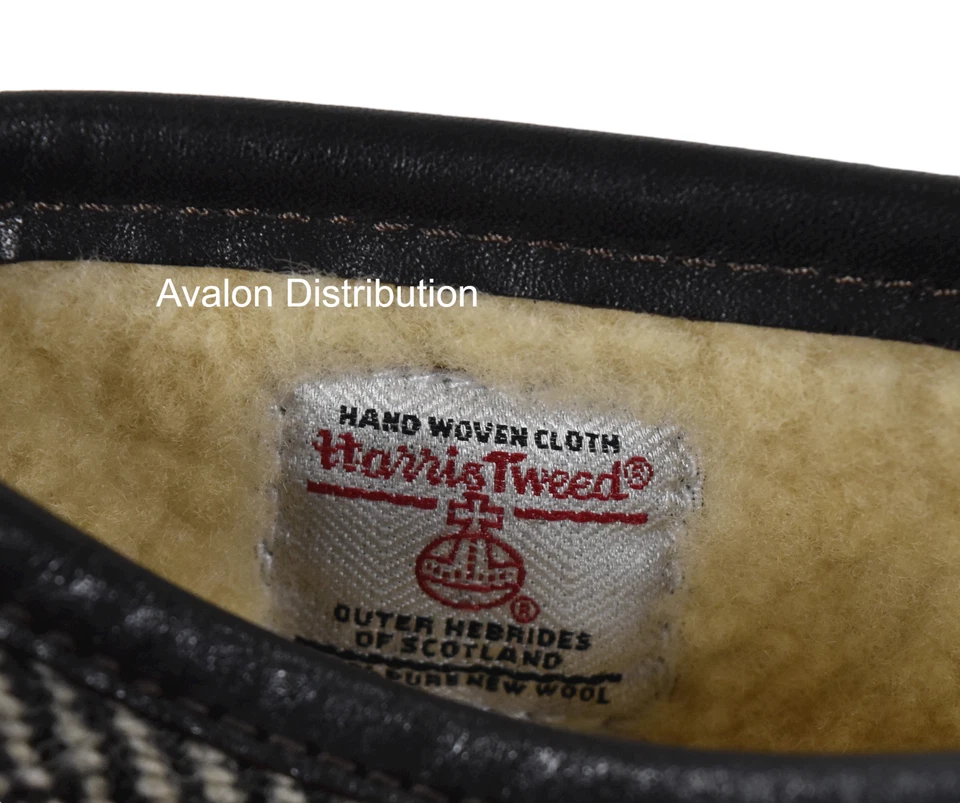 Avalon Distribution
HAND WOVEN CLOTH
Harris Tweed®
®
OUTER HEBRIDES
OF SCOTLAND
PURE NEW WOOL